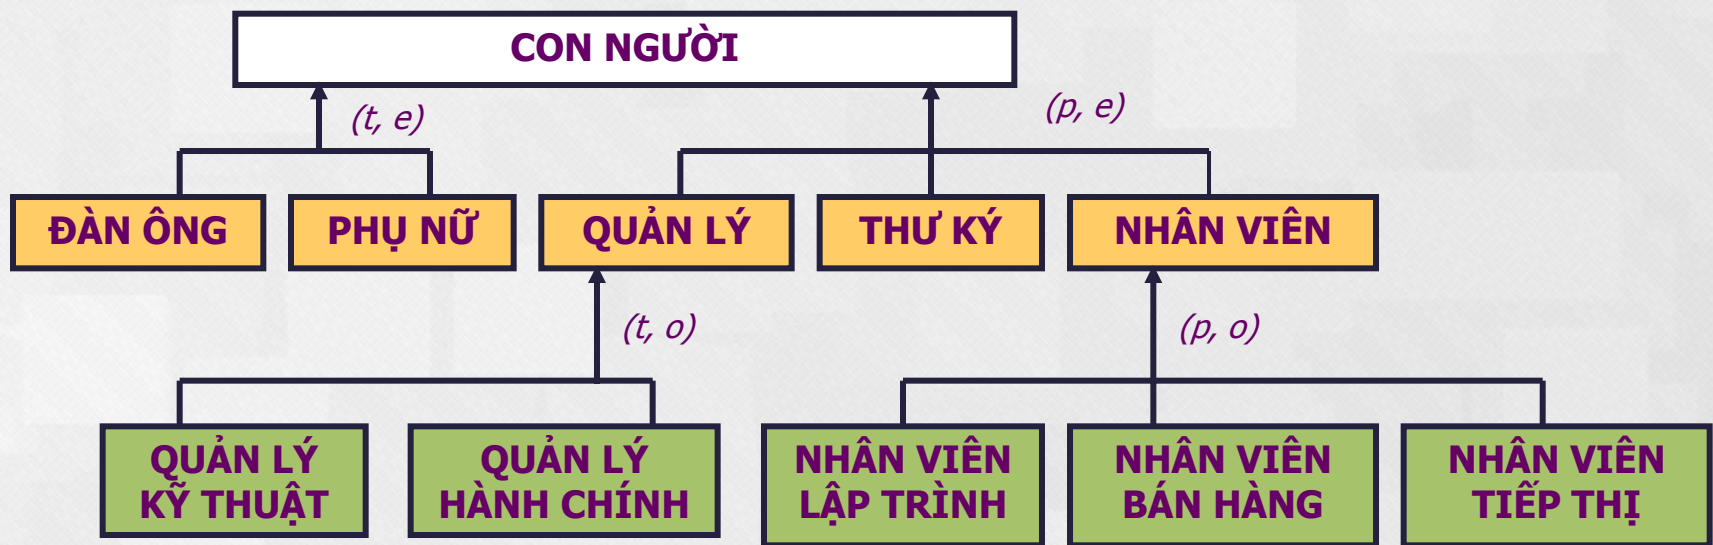 CON NGƯỜI
(t, e)
(p, e)
ĐÀN ÔNG
PHỤ NỮ
QUẢN LÝ
THƯ KÝ
NHÂN VIÊN
(t, o)
(p, o)
QUẢN LÝ
KỸ THUẬT
QUẢN LÝ
HÀNH CHÍNH
NHÂN VIÊN
LẬP TRÌNH
NHÂN VIÊN
BÁN HÀNG
NHÂN VIÊN
TIẾP THỊ